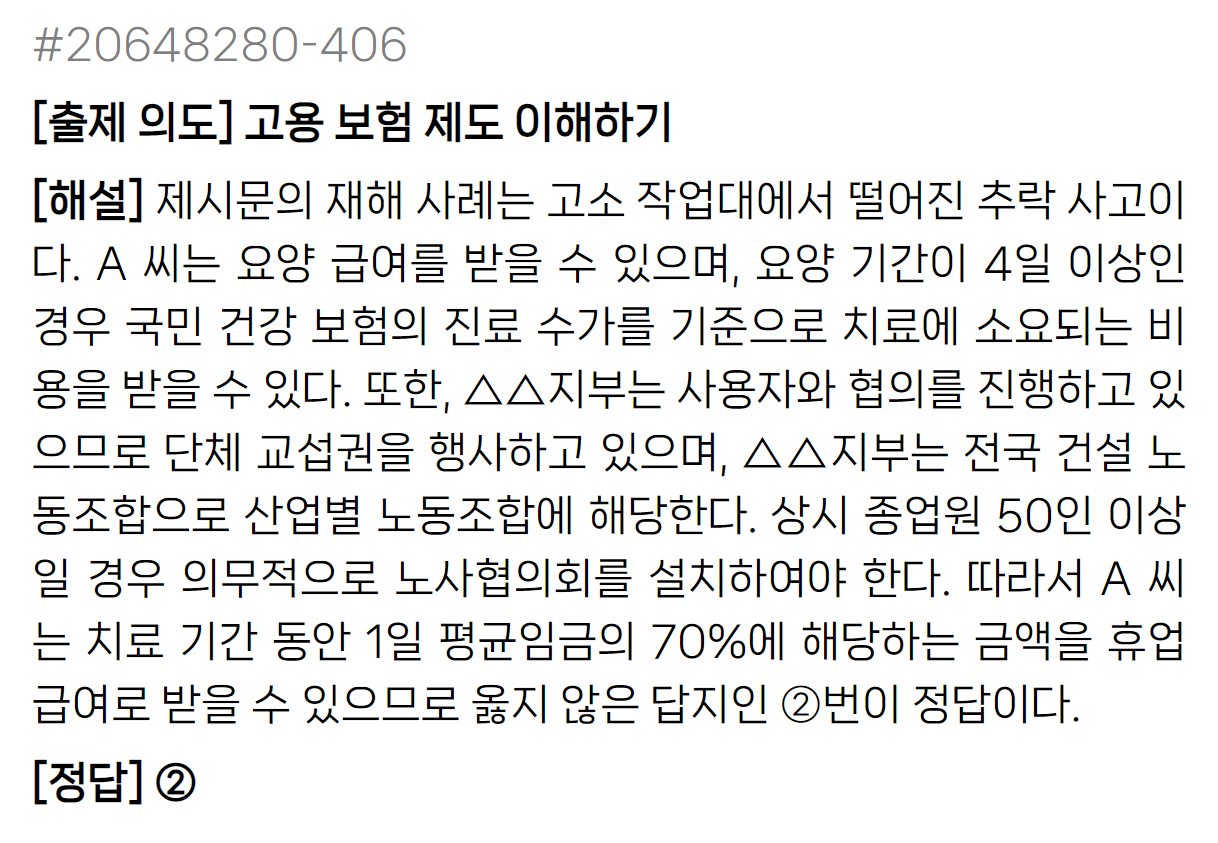 #20648280-406
[출제 의도] 고용 보험 제도 이해하기
[해설] 제시문의 재해 사례는 고소 작업대에서 떨어진 추락 사고이
다. A 씨는 요양 급여를 받을 수 있으며, 요양 기간이 4일 이상인
경우 국민 건강 보험의 진료 수가를 기준으로 치료에 소요되는 비
용을 받을 수 있다. 또한, △△지부는 사용자와 협의를 진행하고 있
으므로 단체 교섭권을 행사하고 있으며, △△지부는 전국 건설 노
동조합으로 산업별 노동조합에 해당한다. 상시 종업원 50인 이상
일 경우 의무적으로 노사협의회를 설치하여야 한다. 따라서 A 씨
는 치료 기간 동안 1일 평균임금의 70%에 해당하는 금액을 휴업
급여로 받을 수 있으므로 옳지 않은 답지인 ②번이 정답이다.
[정답] ②